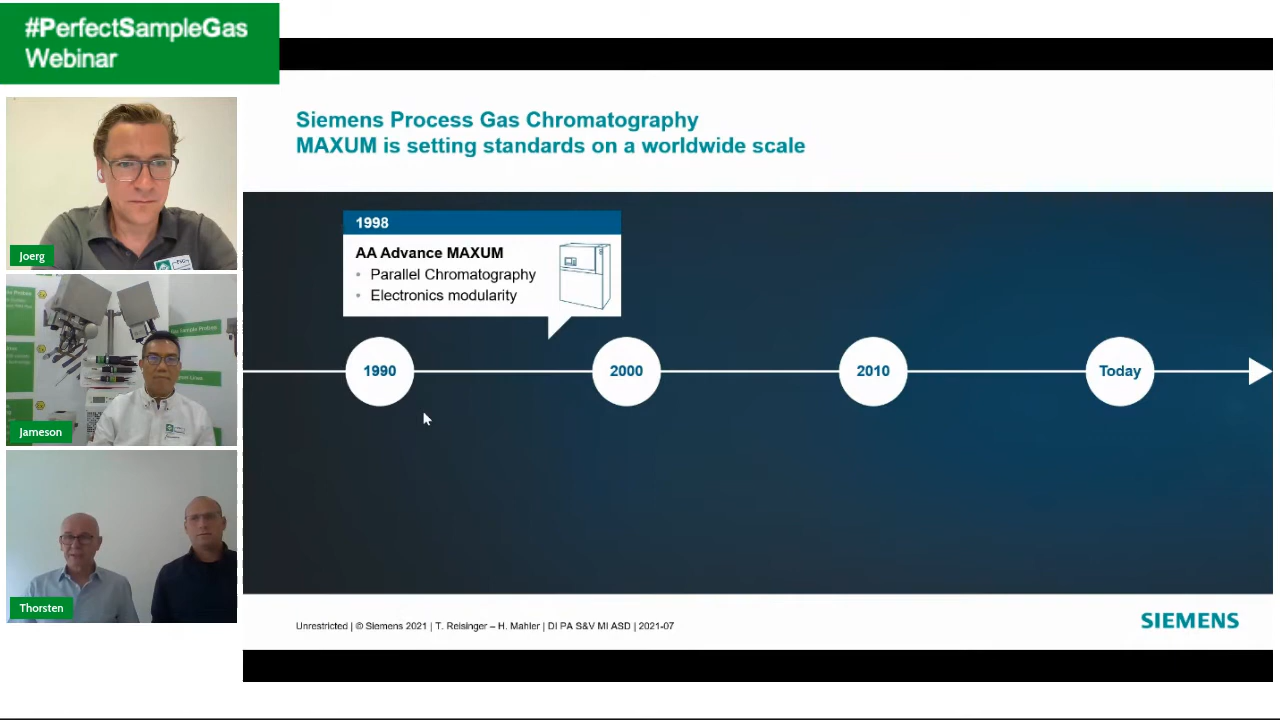 #PerfectSampleGas
Webinar
Joerg
Jameson
Thorsten
Siemens Process Gas Chromatography
MAXUM is setting standards on a worldwide scale
1998
AA Advance MAXUM
• Parallel Chromatography
• Electronics modularity
1990
2000
2010
Today
Unrestricted | © Siemens 2021 | T. Reisinger – H. Mahler | DI PA S&V MI ASD | 2021-07
SIEMENS